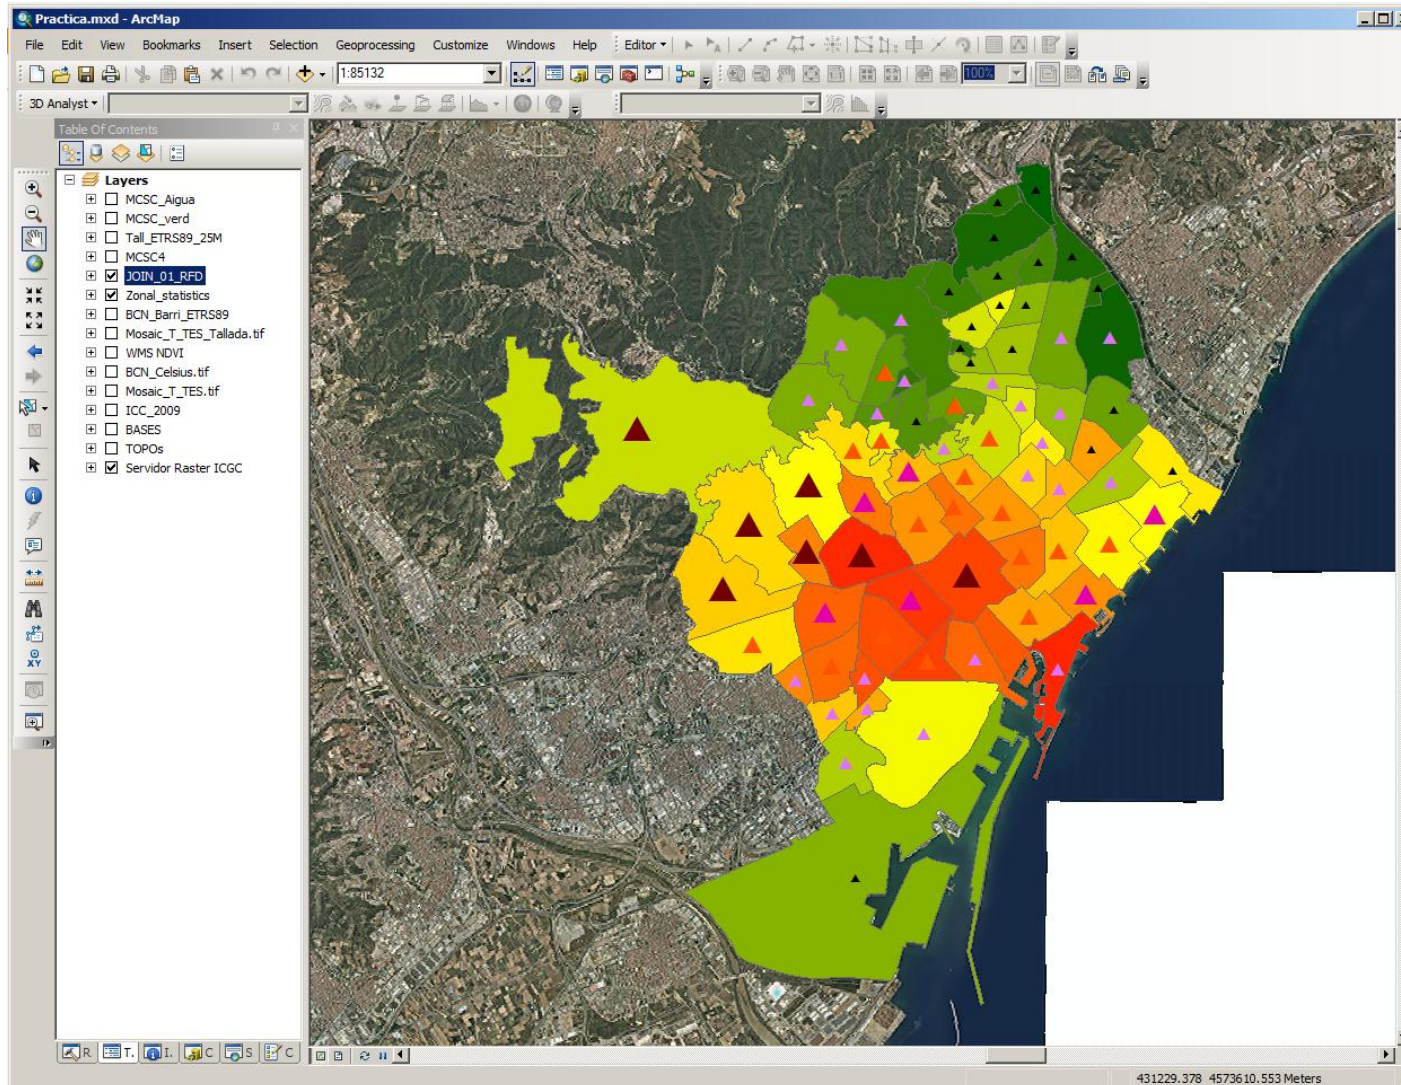 Practica.mxd - ArcMap
File Edit View Bookmarks Insert Selection Geoprocessing Customize Windows Help Editor
1:85132
100%
3D Analyst
Table Of Contents
Layers
MCSC_Aigua
MCSC_verd
Tall_ETRS89_25M
MCSC4
JOIN_01_RFD
Zonal_statistics
BCN_Barri_ETRS89
Mosaic_T_TES_Tallada.tif
WMS NDVI
BCN_Celsius.tif
Mosaic_T_TES.tif
ICC_2009
BASES
TOPOs
Servidor Raster ICGC
XY
R T. I. C S C
431229.378 4573610.553 Meters